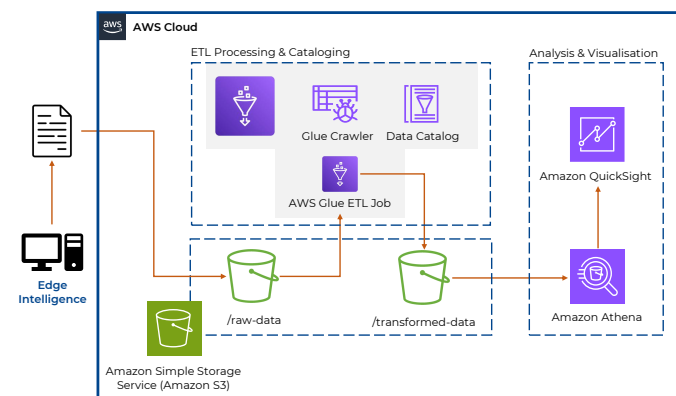 aws
AWS Cloud
ETL Processing & Cataloging
Analysis & Visualisation
Glue Crawler
Data Catalog
AWS Glue ETL Job
Amazon QuickSight
Edge
Intelligence
/raw-data
/transformed-data
Amazon Athena
Amazon Simple Storage
Service (Amazon S3)